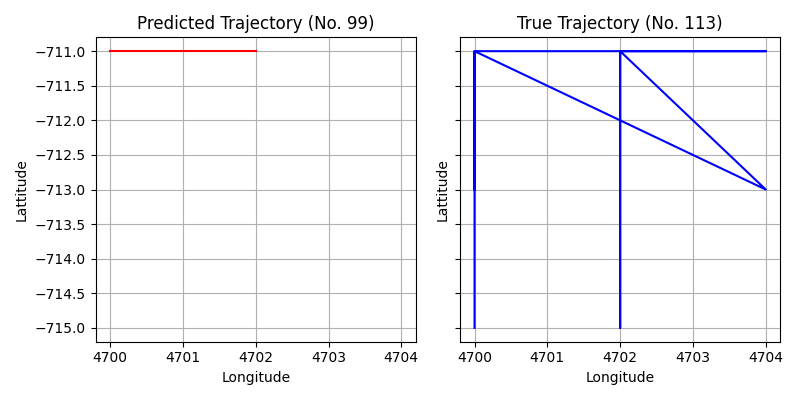 Predicted Trajectory (No. 99)
True Trajectory (No. 113)
−711.0
−711.5
−712.0
−712.5
−713.0
−713.5
−714.0
−714.5
−715.0
Lattitude
Lattitude
4700 4701 4702 4703 4704
4700 4701 4702 4703 4704
Longitude
Longitude